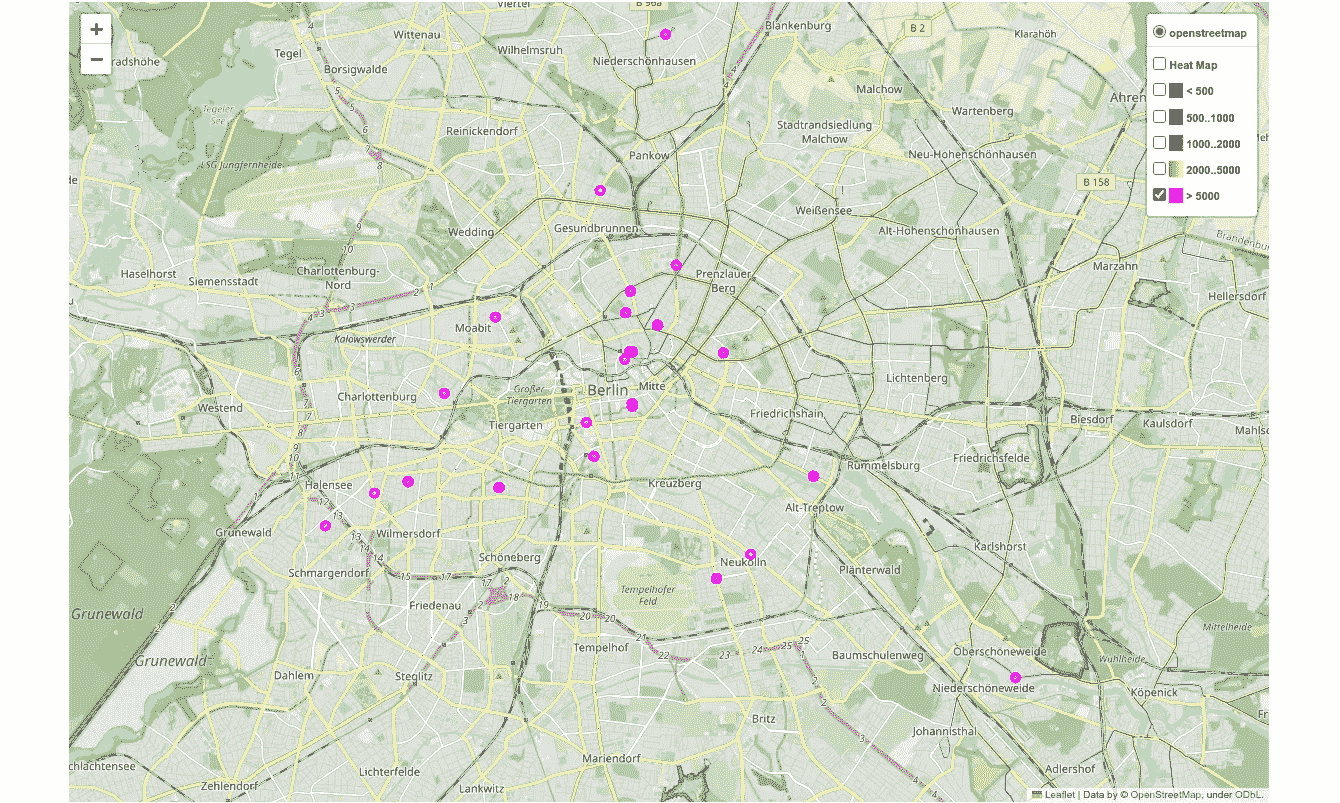 Viertel
B 96a
Blankenburg
B 2
Klarahöh
+
−
openstreetmap
Heat Map
< 500
500..1000
1000..2000
2000..5000
> 5000
Wittenau
Tegel
Borsigwalde
Wilhelmsruh
Niederschönhausen
radshöhe
Malchow
Ahren
Wartenberg
Tegeler
See
Reinickendorf
Stadtrandsiedlung
Malchow
LSG Jungfernheide
Pankow
Neu-Hohenschönhausen
B 158
Weißensee
Wedding
Gesundbrunnen
Alt-Hohenschönhausen
Brandenbu
Haselhorst
Siemensstadt
Charlottenburg-
Nord
Prenzlauer
Berg
Marzahn
Hellersdorf
Moabit
Kalowswerder
Großer
Tiergarten
Berlin
Mitte
Lichtenberg
Charlottenburg
Westend
Tiergarten
Friedrichshain
Biesdorf
Kaulsdorf
Mahls
Halensee
Kreuzberg
Rummelsburg
Friedrichsfelde
Alt-Treptow
Grunewald
Wilmersdorf
Schöneberg
Neukölln
Karlshorst
Schmargendorf
Plänterwald
Tempelhofer
Feld
Friedenau
Grunewald
Mittelheide
Tempelhof
Baumschulenweg
Oberschöneweide
Wuhlheide
Grunewald
Dahlem
Steglitz
Niederschöneweide
Köpenick
Britz
Johannisthal
Fr
Mariendorf
chlachtensee
Lichterfelde
Adlershof
Zehlendorf
Lankwitz
Leaflet | Data by © OpenStreetMap, under ODbL.